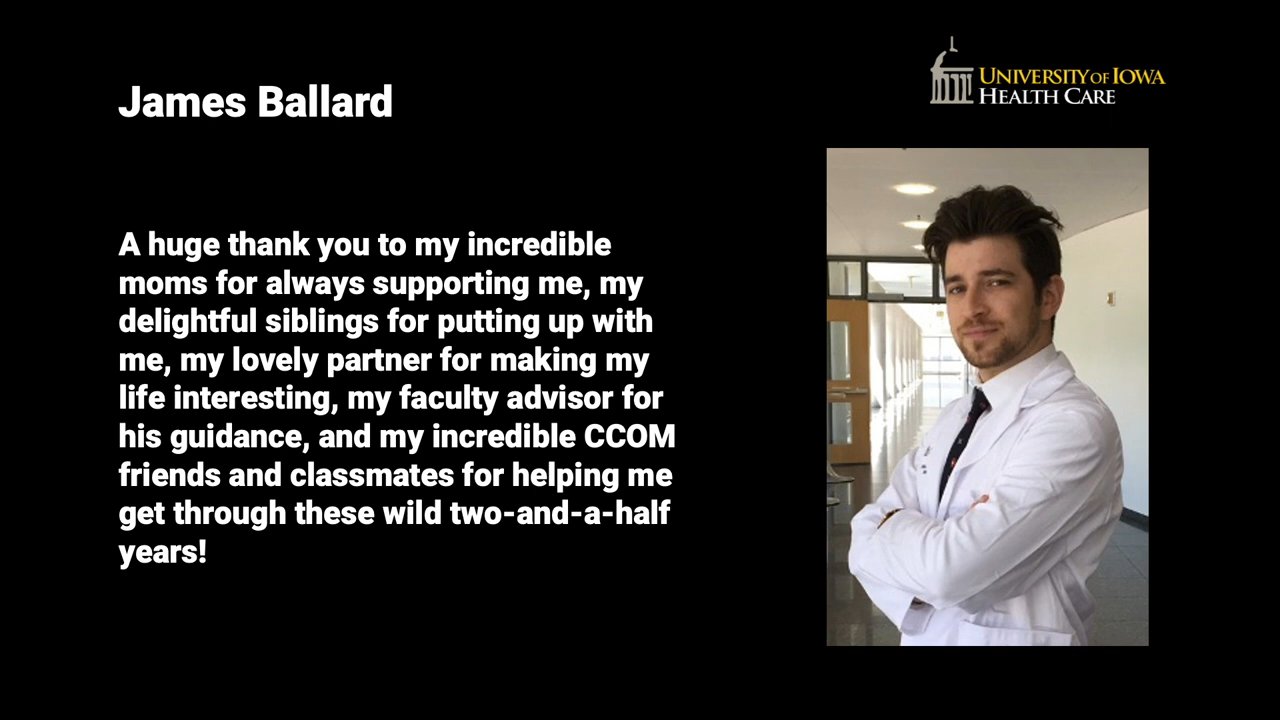 James Ballard
UNIVERSITY OF IOWA
HEALTH CARE
A huge thank you to my incredible
moms for always supporting me, my
delightful siblings for putting up with
me, my lovely partner for making my
life interesting, my faculty advisor for
his guidance, and my incredible CCOM
friends and classmates for helping me
get through these wild two-and-a-half
years!